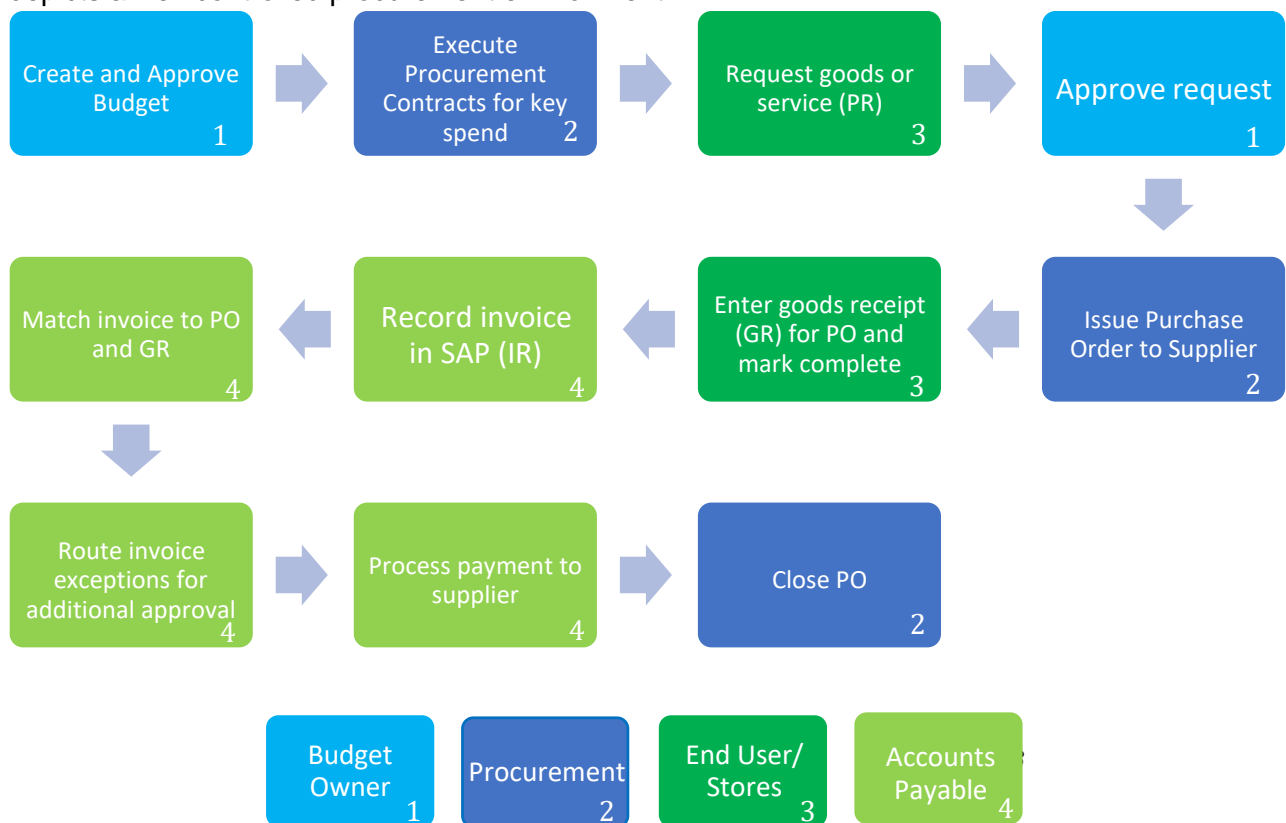 Create and Approve
Budget
1
Execute
Procurement
Contracts for key
spend
2
Request goods or
service (PR)
3
Approve request
1
Match invoice to PO
and GR
4
Record invoice
in SAP (IR)
4
Enter goods receipt
(GR) for PO and
mark complete
3
Issue Purchase
Order to Supplier
2
Route invoice
exceptions for
additional approval
4
Process payment to
supplier
4
Close PO
2
Budget
Owner
1
Procurement
2
End User/
Stores
3
Accounts
Payable
4